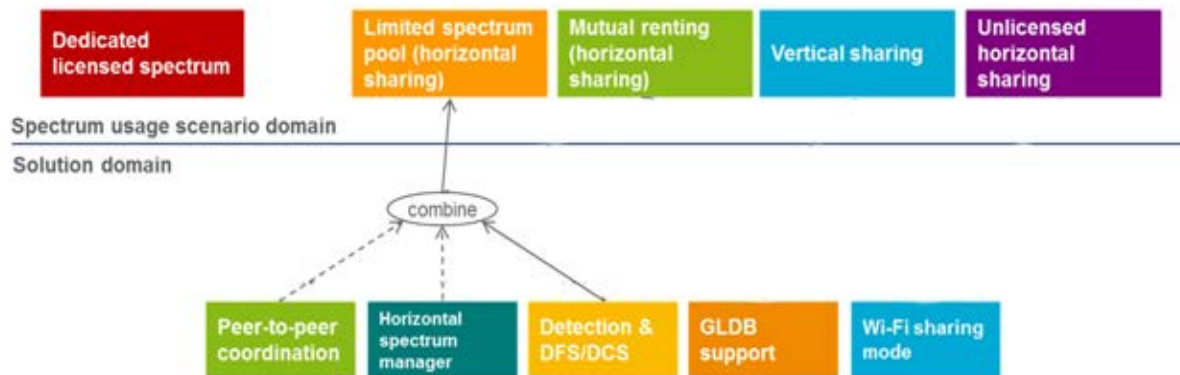 Dedicated
licensed spectrum
Limited spectrum
pool (horizontal
sharing)
Mutual renting
(horizontal
sharing)
Vertical sharing
Unlicensed
horizontal
sharing
Spectrum usage scenario domain
Solution domain
combine
Peer-to-peer
coordination
Horizontal
spectrum
manager
Detection &
DFS/DCS
GLDB
support
Wi-Fi sharing
mode